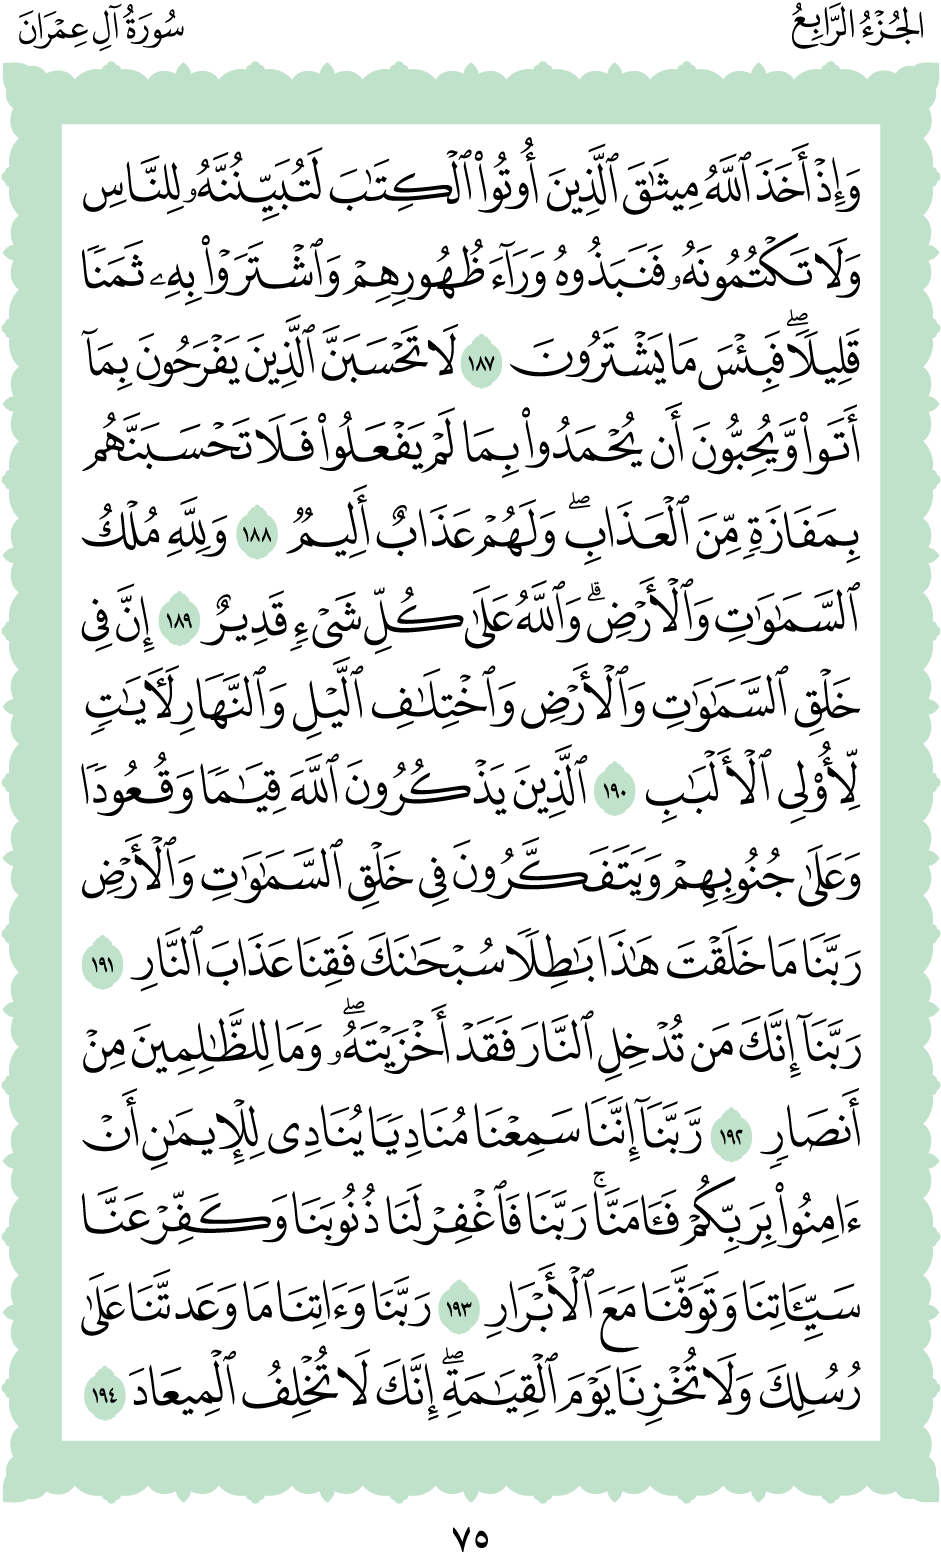 الجُزْءُ الرَّابِعُ
سُورَةُ آلِ عِمْرَانَ
وَإِذْ أَخَذَ ٱللَّهُ مِيثَٰقَ ٱلَّذِينَ أُوتُوا۟ ٱلْكِتَٰبَ لَتُبَيِّنُنَّهُۥ لِلنَّاسِ
وَلَا تَكْتُمُونَهُۥ فَنَبَذُوهُ وَرَآءَ ظُهُورِهِمْ وَٱشْتَرَوْا۟ بِهِۦ ثَمَنًا
قَلِيلًا ۖ فَبِئْسَ مَا يَشْتَرُونَ ١٨٧ لَا تَحْسَبَنَّ ٱلَّذِينَ يَفْرَحُونَ بِمَآ
أَتَوا۟ وَّيُحِبُّونَ أَن يُحْمَدُوا۟ بِمَا لَمْ يَفْعَلُوا۟ فَلَا تَحْسَبَنَّهُم
بِمَفَازَةٍ مِّنَ ٱلْعَذَابِ ۖ وَلَهُمْ عَذَابٌ أَلِيمٌ ١٨٨ وَلِلَّهِ مُلْكُ
ٱلسَّمَٰوَٰتِ وَٱلْأَرْضِ ۗ وَٱللَّهُ عَلَىٰ كُلِّ شَىْءٍ قَدِيرٌ ١٨٩ إِنَّ فِى
خَلْقِ ٱلسَّمَٰوَٰتِ وَٱلْأَرْضِ وَٱخْتِلَٰفِ ٱلَّيْلِ وَٱلنَّهَارِ لَءَايَٰتٍ
لِّأُو۟لِى ٱلْأَلْبَٰبِ ١٩٠ ٱلَّذِينَ يَذْكُرُونَ ٱللَّهَ قِيَٰمًا وَقُعُودًا
وَعَلَىٰ جُنُوبِهِمْ وَيَتَفَكَّرُونَ فِى خَلْقِ ٱلسَّمَٰوَٰتِ وَٱلْأَرْضِ
رَبَّنَا مَا خَلَقْتَ هَٰذَا بَٰطِلًا سُبْحَٰنَكَ فَقِنَا عَذَابَ ٱلنَّارِ ١٩١
رَبَّنَآ إِنَّكَ مَن تُدْخِلِ ٱلنَّارَ فَقَدْ أَخْزَيْتَهُۥ ۖ وَمَا لِلظَّٰلِمِينَ مِنْ
أَنصَارٍ ١٩٢ رَّبَّنَآ إِنَّنَا سَمِعْنَا مُنَادِيًا يُنَادِى لِلْإِيمَٰنِ أَنْ
ءَامِنُوا۟ بِرَبِّكُمْ فَـَٔامَنَّا ۚ رَبَّنَا فَٱغْفِرْ لَنَا ذُنُوبَنَا وَكَفِّرْ عَنَّا
سَيِّـَٔاتِنَا وَتَوَفَّنَا مَعَ ٱلْأَبْرَارِ ١٩٣ رَبَّنَا وَءَاتِنَا مَا وَعَدتَّنَا عَلَىٰ
رُسُلِكَ وَلَا تُخْزِنَا يَوْمَ ٱلْقِيَٰمَةِ ۖ إِنَّكَ لَا تُخْلِفُ ٱلْمِيعَادَ ١٩٤
٧٥